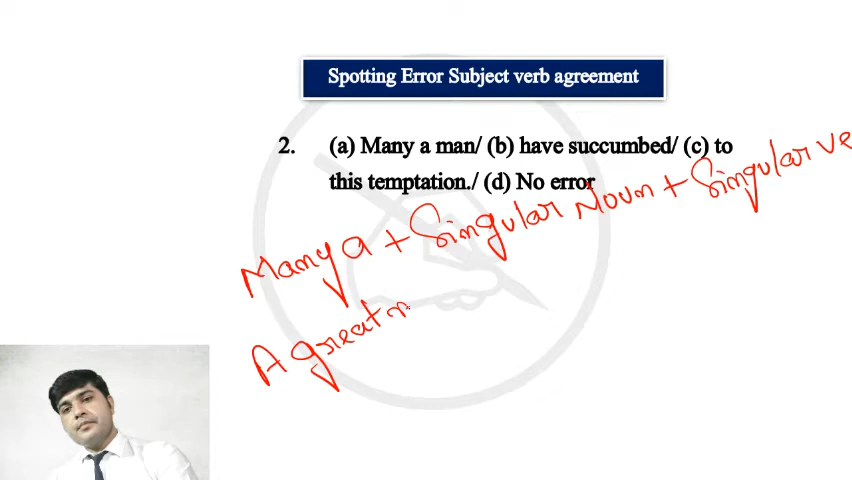 Spotting Error Subject verb agreement
2. (a) Many a man/ (b) have succumbed/ (c) to
this temptation./ (d) No error
Many a + Singular Noun + Singular ve
A great